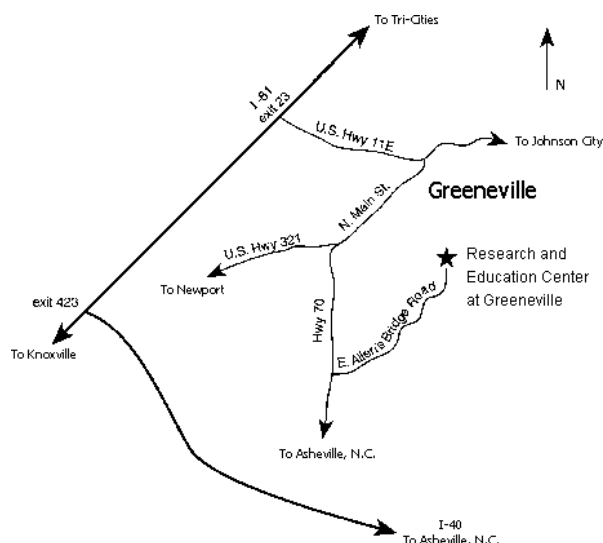 To Tri-Cities
I-81
exit 23
N
U.S. Hwy 11E
To Johnson City
Greeneville
N. Main St.
U.S. Hwy 321
To Newport
Research and
Education Center
at Greeneville
exit 423
To Knoxville
Hwy 70
E. Allens Bridge Road
To Asheville, N.C.
I-40
To Asheville, N.C.